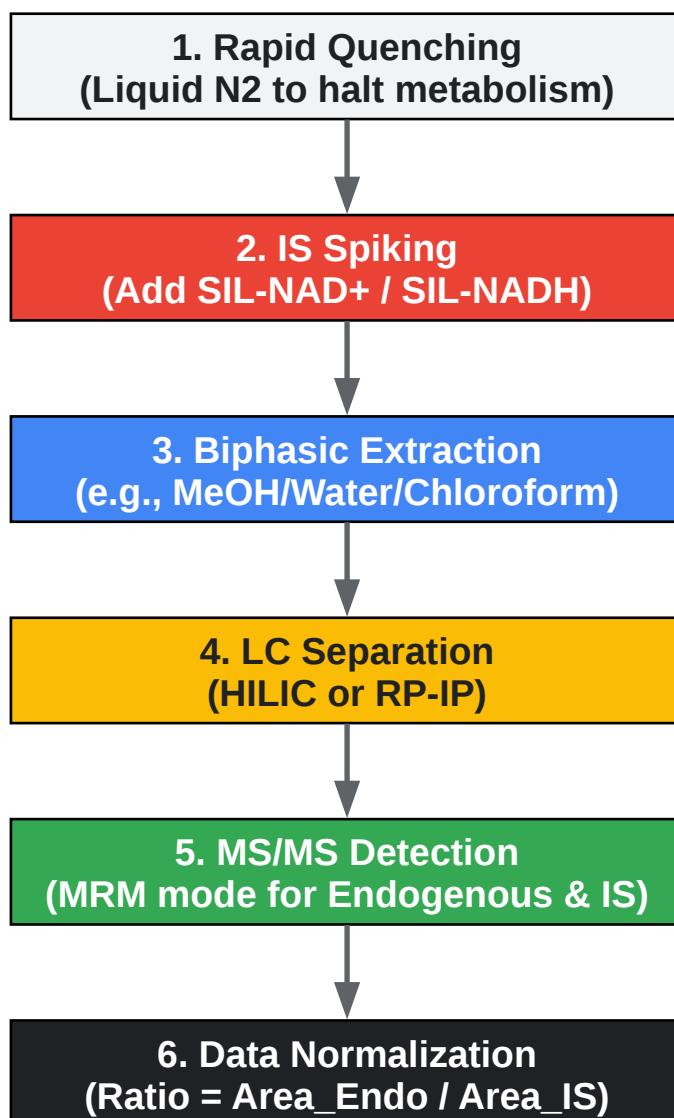 1. Rapid Quenching
(Liquid N2 to halt metabolism)
2. IS Spiking
(Add SIL-NAD+ / SIL-NADH)
3. Biphasic Extraction
(e.g., MeOH/Water/Chloroform)
4. LC Separation
(HILIC or RP-IP)
5. MS/MS Detection
(MRM mode for Endogenous & IS)
6. Data Normalization
(Ratio = Area_Endo / Area_IS)